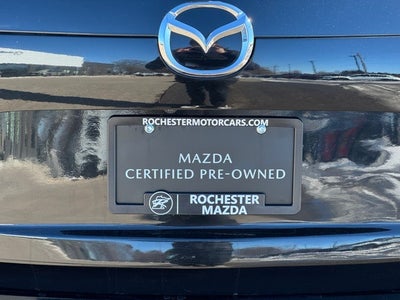 ROCHESTERMOTORCARS.COM
MAZDA
CERTIFIED PRE-OWNED
ROCHESTER
MAZDA